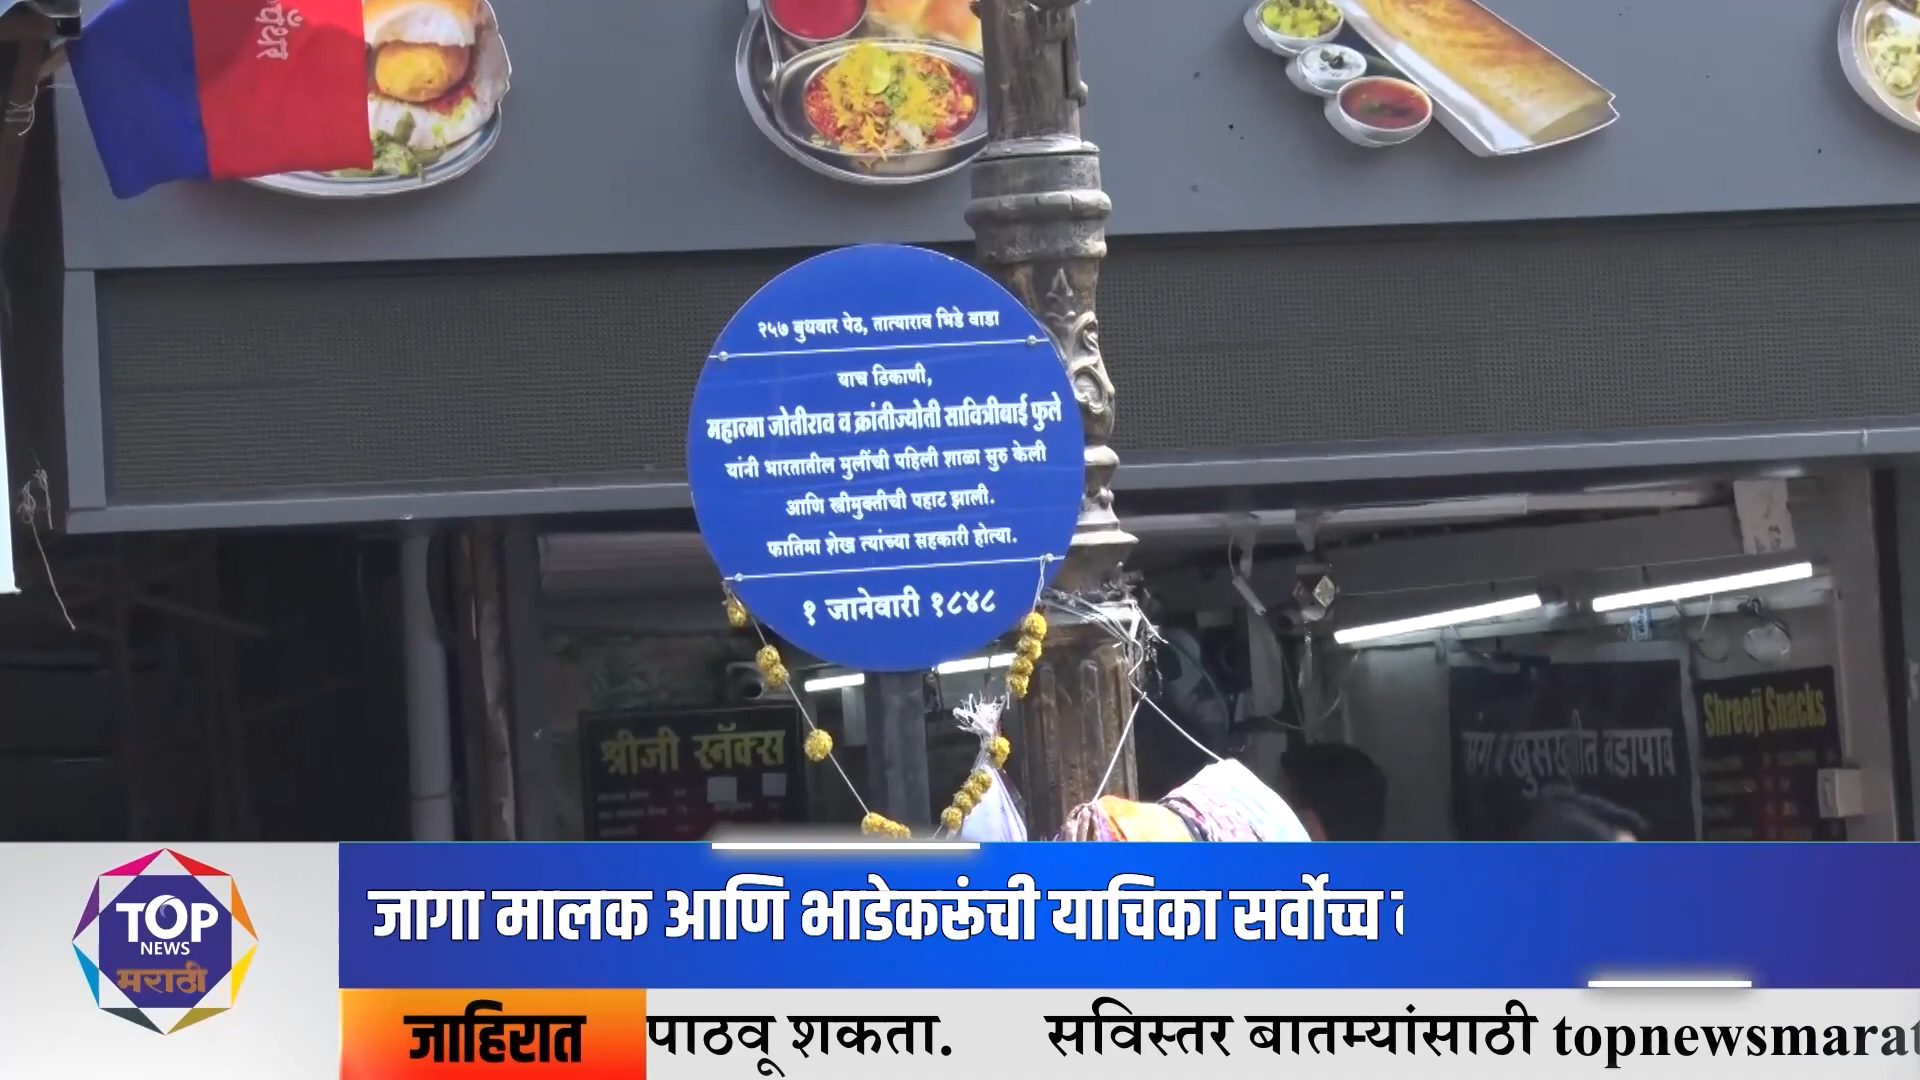 पँथर
२५७ बुधवार पेठ, तात्याराव भिडे वाडा
याच ठिकाणी,
महात्मा जोतीराव व क्रांतीज्योती सावित्रीबाई फुले
यांनी भारतातील मुलींची पहिली शाळा सुरु केली
आणि स्त्रीमुक्तीची पहाट झाली.
फातिमा शेख त्यांच्या सहकारी होत्या.
१ जानेवारी १८४८
श्रीजी स्नॅक्स
वडापाव
Shreeji Snacks
TOP
NEWS
मराठी
जागा मालक आणि भाडेकरूंची याचिका सर्वोच्च
जाहिरात
पाठवू शकता. सविस्तर बातम्यांसाठी topnewsmarat